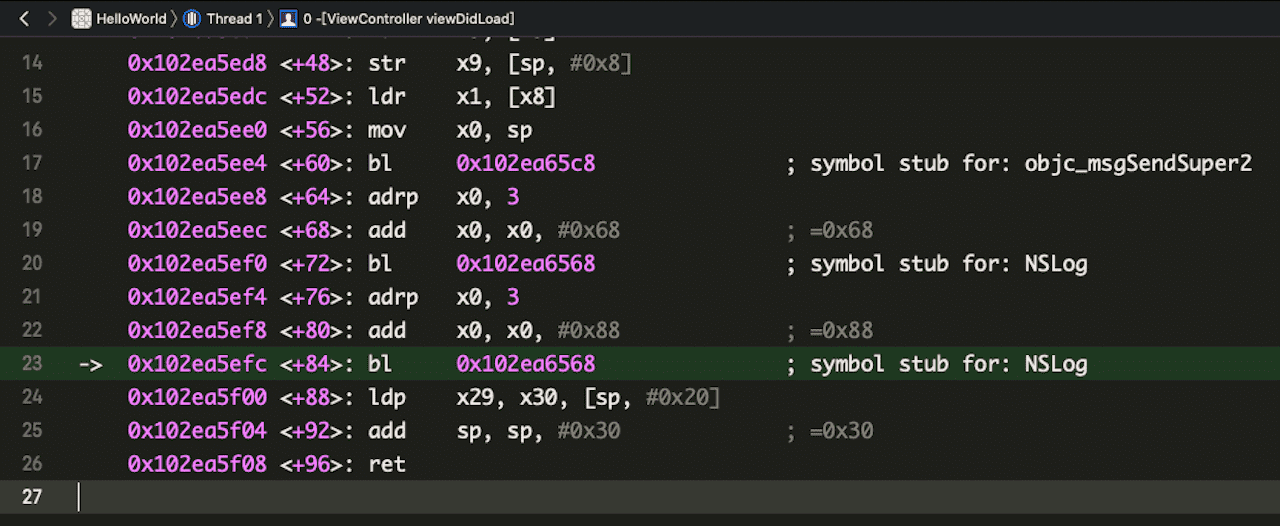 HelloWorld 〉 Thread 1 〉 0 -[ViewController viewDidLoad]
14 0x102ea5ed8 <+48>: str x9, [sp, #0x8]
15 0x102ea5edc <+52>: ldr x1, [x8]
16 0x102ea5ee0 <+56>: mov x0, sp
17 0x102ea5ee4 <+60>: bl 0x102ea65c8 ; symbol stub for: objc_msgSendSuper2
18 0x102ea5ee8 <+64>: adrp x0, 3
19 0x102ea5eec <+68>: add x0, x0, #0x68 ; =0x68
20 0x102ea5ef0 <+72>: bl 0x102ea6568 ; symbol stub for: NSLog
21 0x102ea5ef4 <+76>: adrp x0, 3
22 0x102ea5ef8 <+80>: add x0, x0, #0x88 ; =0x88
23 -> 0x102ea5efc <+84>: bl 0x102ea6568 ; symbol stub for: NSLog
24 0x102ea5f00 <+88>: ldp x29, x30, [sp, #0x20]
25 0x102ea5f04 <+92>: add sp, sp, #0x30 ; =0x30
26 0x102ea5f08 <+96>: ret
27